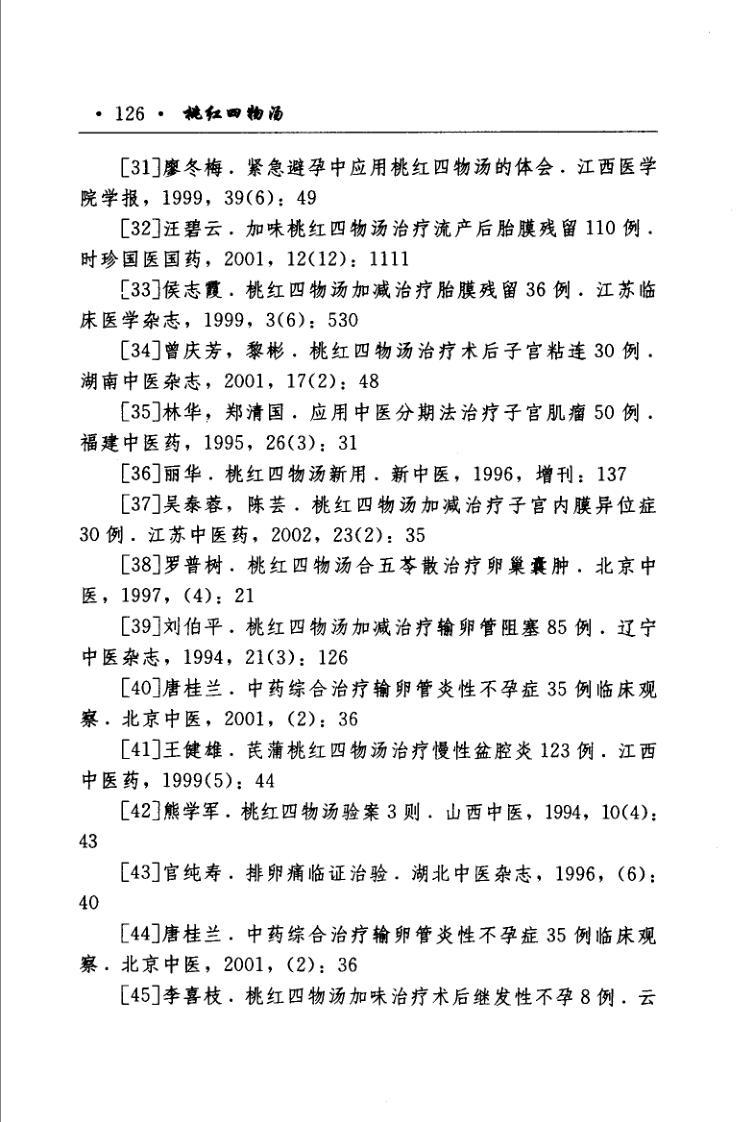 ·126· 桃红四物汤
[31]廖冬梅．紧急避孕中应用桃红四物汤的体会．江西医学
院学报，1999，39(6)：49
[32]汪碧云．加味桃红四物汤治疗流产后胎膜残留 110 例．
时珍国医国药，2001，12(12)：1111
[33]侯志霞．桃红四物汤加减治疗胎膜残留 36 例．江苏临
床医学杂志，1999，3(6)：530
[34]曾庆芳，黎彬．桃红四物汤治疗术后子宫粘连 30 例．
湖南中医杂志，2001，17(2)：48
[35]林华，郑清国．应用中医分期法治疗子宫肌瘤 50 例．
福建中医药，1995，26(3)：31
[36]丽华．桃红四物汤新用．新中医，1996，增刊：137
[37]吴泰蓉，陈芸．桃红四物汤加减治疗子宫内膜异位症
30 例．江苏中医药，2002，23(2)：35
[38]罗普树．桃红四物汤合五苓散治疗卵巢囊肿．北京中
医，1997，(4)：21
[39]刘伯平．桃红四物汤加减治疗输卵管阻塞 85 例．辽宁
中医杂志，1994，21(3)：126
[40]唐桂兰．中药综合治疗输卵管炎性不孕症 35 例临床观
察．北京中医，2001，(2)：36
[41]王健雄．芪蒲桃红四物汤治疗慢性盆腔炎 123 例．江西
中医药，1999(5)：44
[42]熊学军．桃红四物汤验案 3 则．山西中医，1994，10(4)：
43
[43]官纯寿．排卵痛临证治验．湖北中医杂志，1996，(6)：
40
[44]唐桂兰．中药综合治疗输卵管炎性不孕症 35 例临床观
察．北京中医，2001，(2)：36
[45]李喜枝．桃红四物汤加味治疗术后继发性不孕 8 例．云